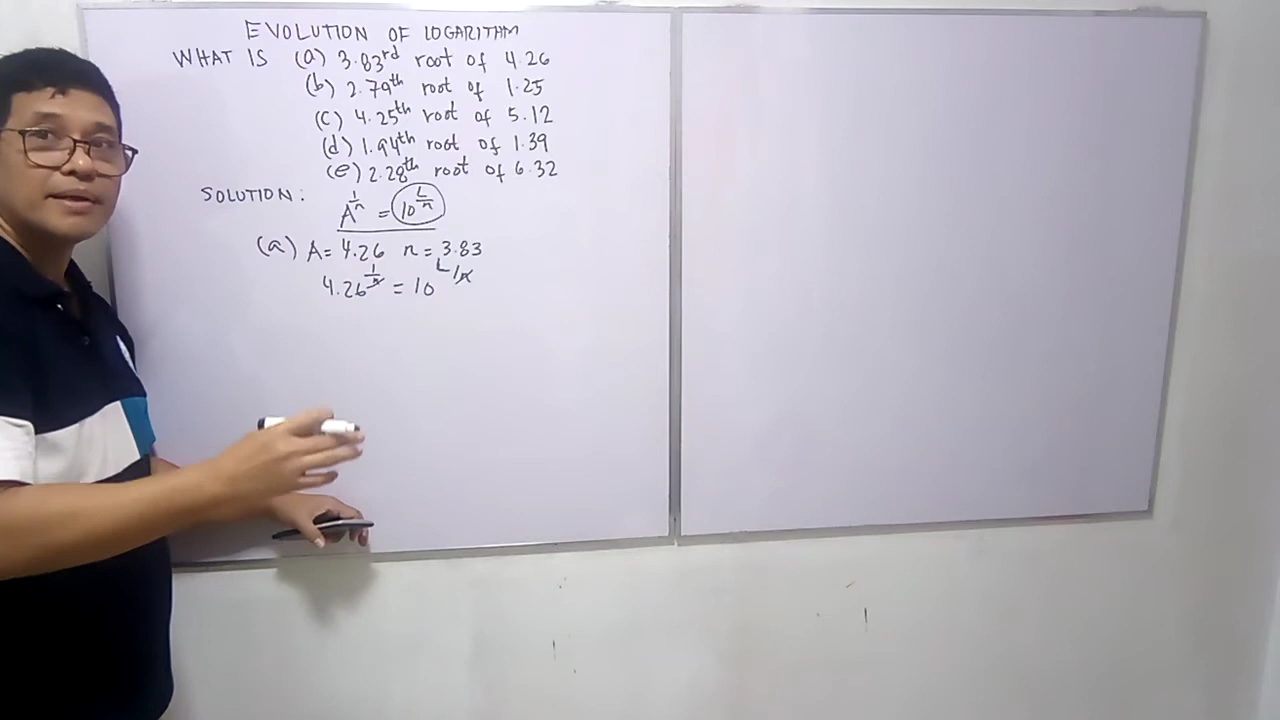 EVOLUTION OF LOGARITHM
WHAT IS (a) 3.83rd root of 4.26
(b) 2.79th root of 1.25
(c) 4.25th root of 5.12
(d) 1.94th root of 1.39
(e) 2.28th root of 6.32
SOLUTION: A^(1/n) = 10^(L/n)
(a) A = 4.26 n = 3.83
4.26^(1/n) = 10^(L/n)